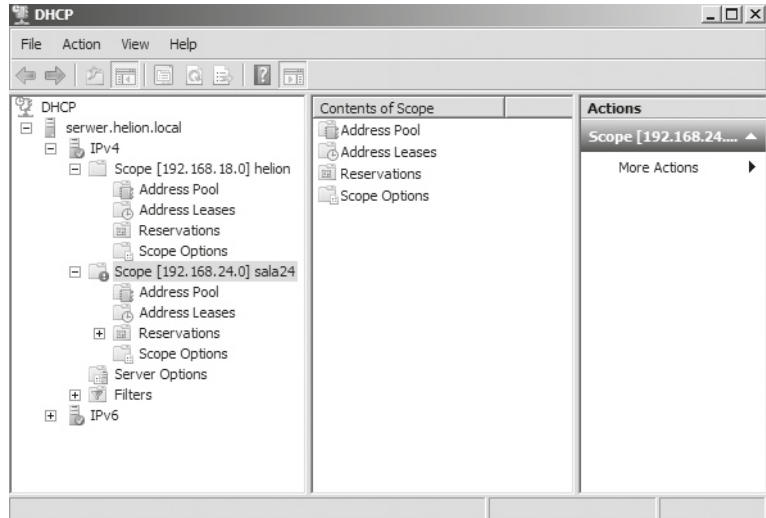 DHCP
File Action View Help
DHCP
serwer.helion.local
IPv4
Scope [192.168.18.0] helion
Address Pool
Address Leases
Reservations
Scope Options
Scope [192.168.24.0] sala24
Address Pool
Address Leases
Reservations
Scope Options
Server Options
Filters
IPv6
Contents of Scope
Address Pool
Address Leases
Reservations
Scope Options
Actions
Scope [192.168.24....
More Actions